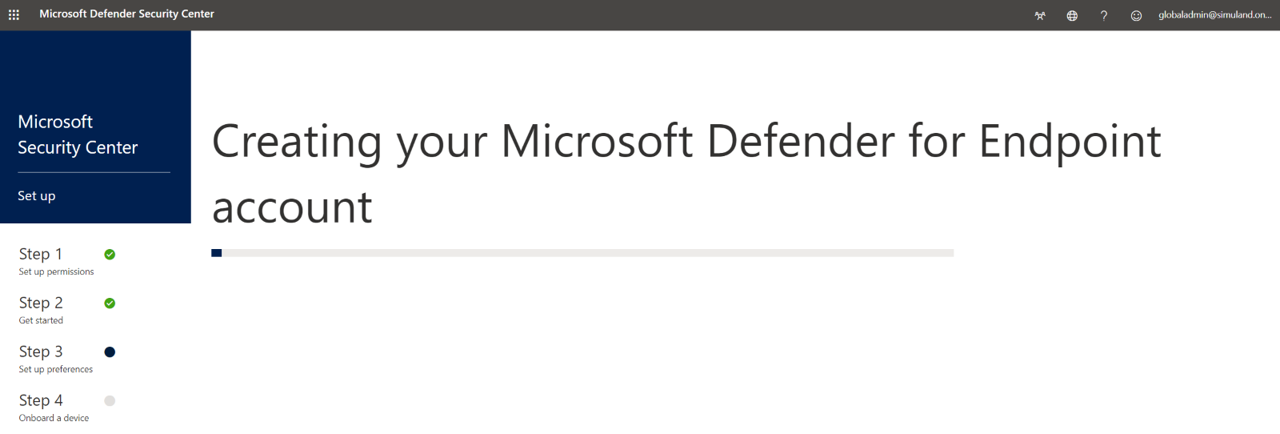 Microsoft Defender Security Center
globaladmin@simuland.on...
Microsoft
Security Center
Set up
Creating your Microsoft Defender for Endpoint
account
Step 1
Set up permissions
Step 2
Get started
Step 3
Set up preferences
Step 4
Onboard a device